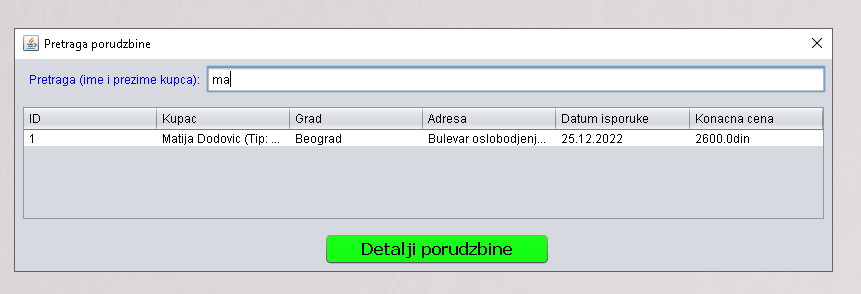 Pretraga porudzbine
Pretraga (ime i prezime kupca): ma
ID Kupac Grad Adresa Datum isporuke Konacna cena
1 Matija Dodovic (Tip: ... Beograd Bulevar oslobodjenj... 25.12.2022 2600.0din
Detalji porudzbine